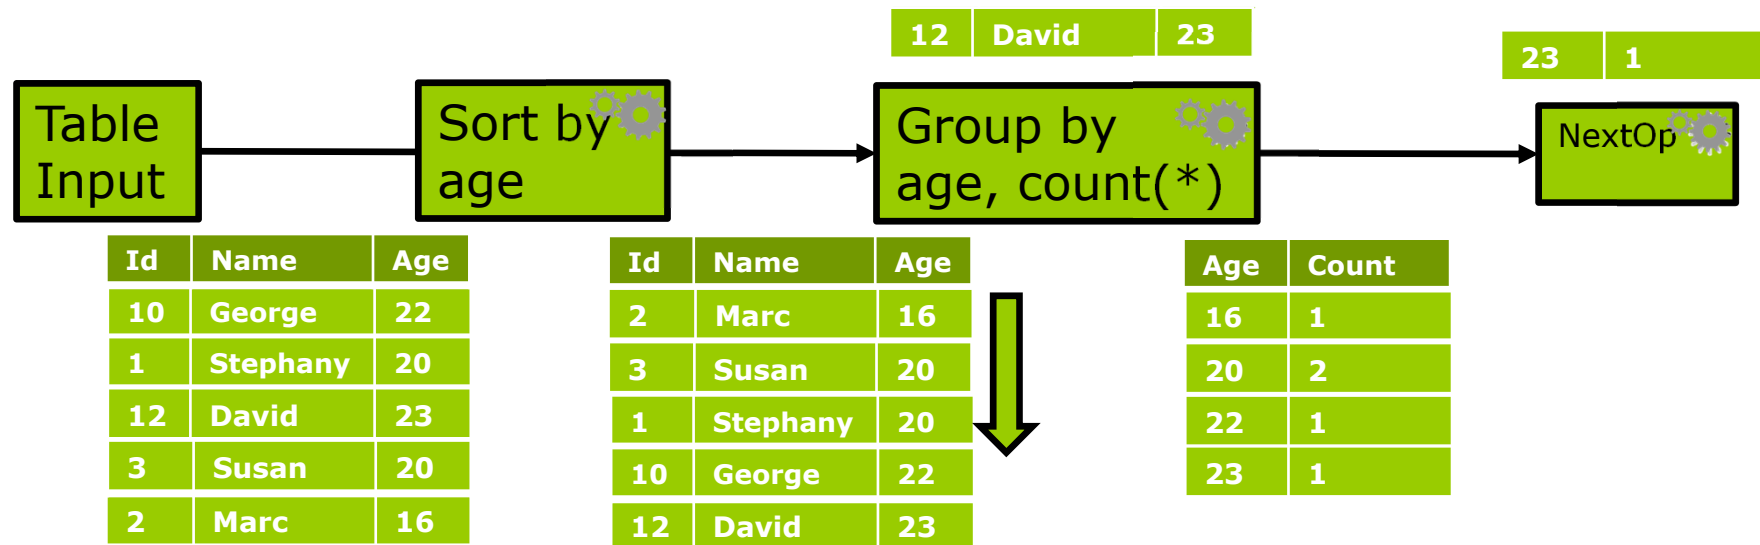 12 David 23
23 1
Table
Input
Sort by
age
Group by
age, count(*)
NextOp
Id Name Age
10 George 22
1 Stephany 20
12 David 23
3 Susan 20
2 Marc 16
Id Name Age
2 Marc 16
3 Susan 20
1 Stephany 20
10 George 22
12 David 23
Age Count
16 1
20 2
22 1
23 1